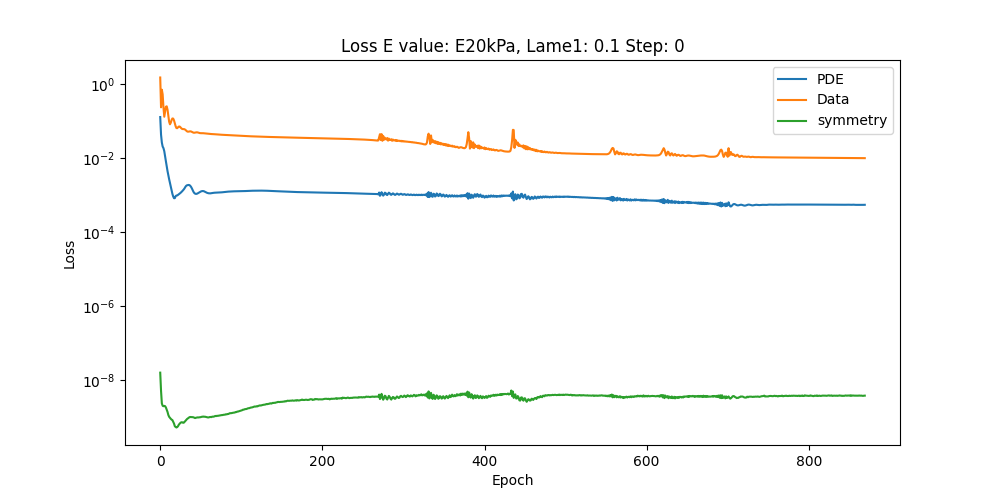 Loss E value: E20kPa, Lame1: 0.1 Step: 0
PDE
Data
symmetry
10⁰
10⁻²
10⁻⁴
10⁻⁶
10⁻⁸
Loss
0 200 400 600 800
Epoch